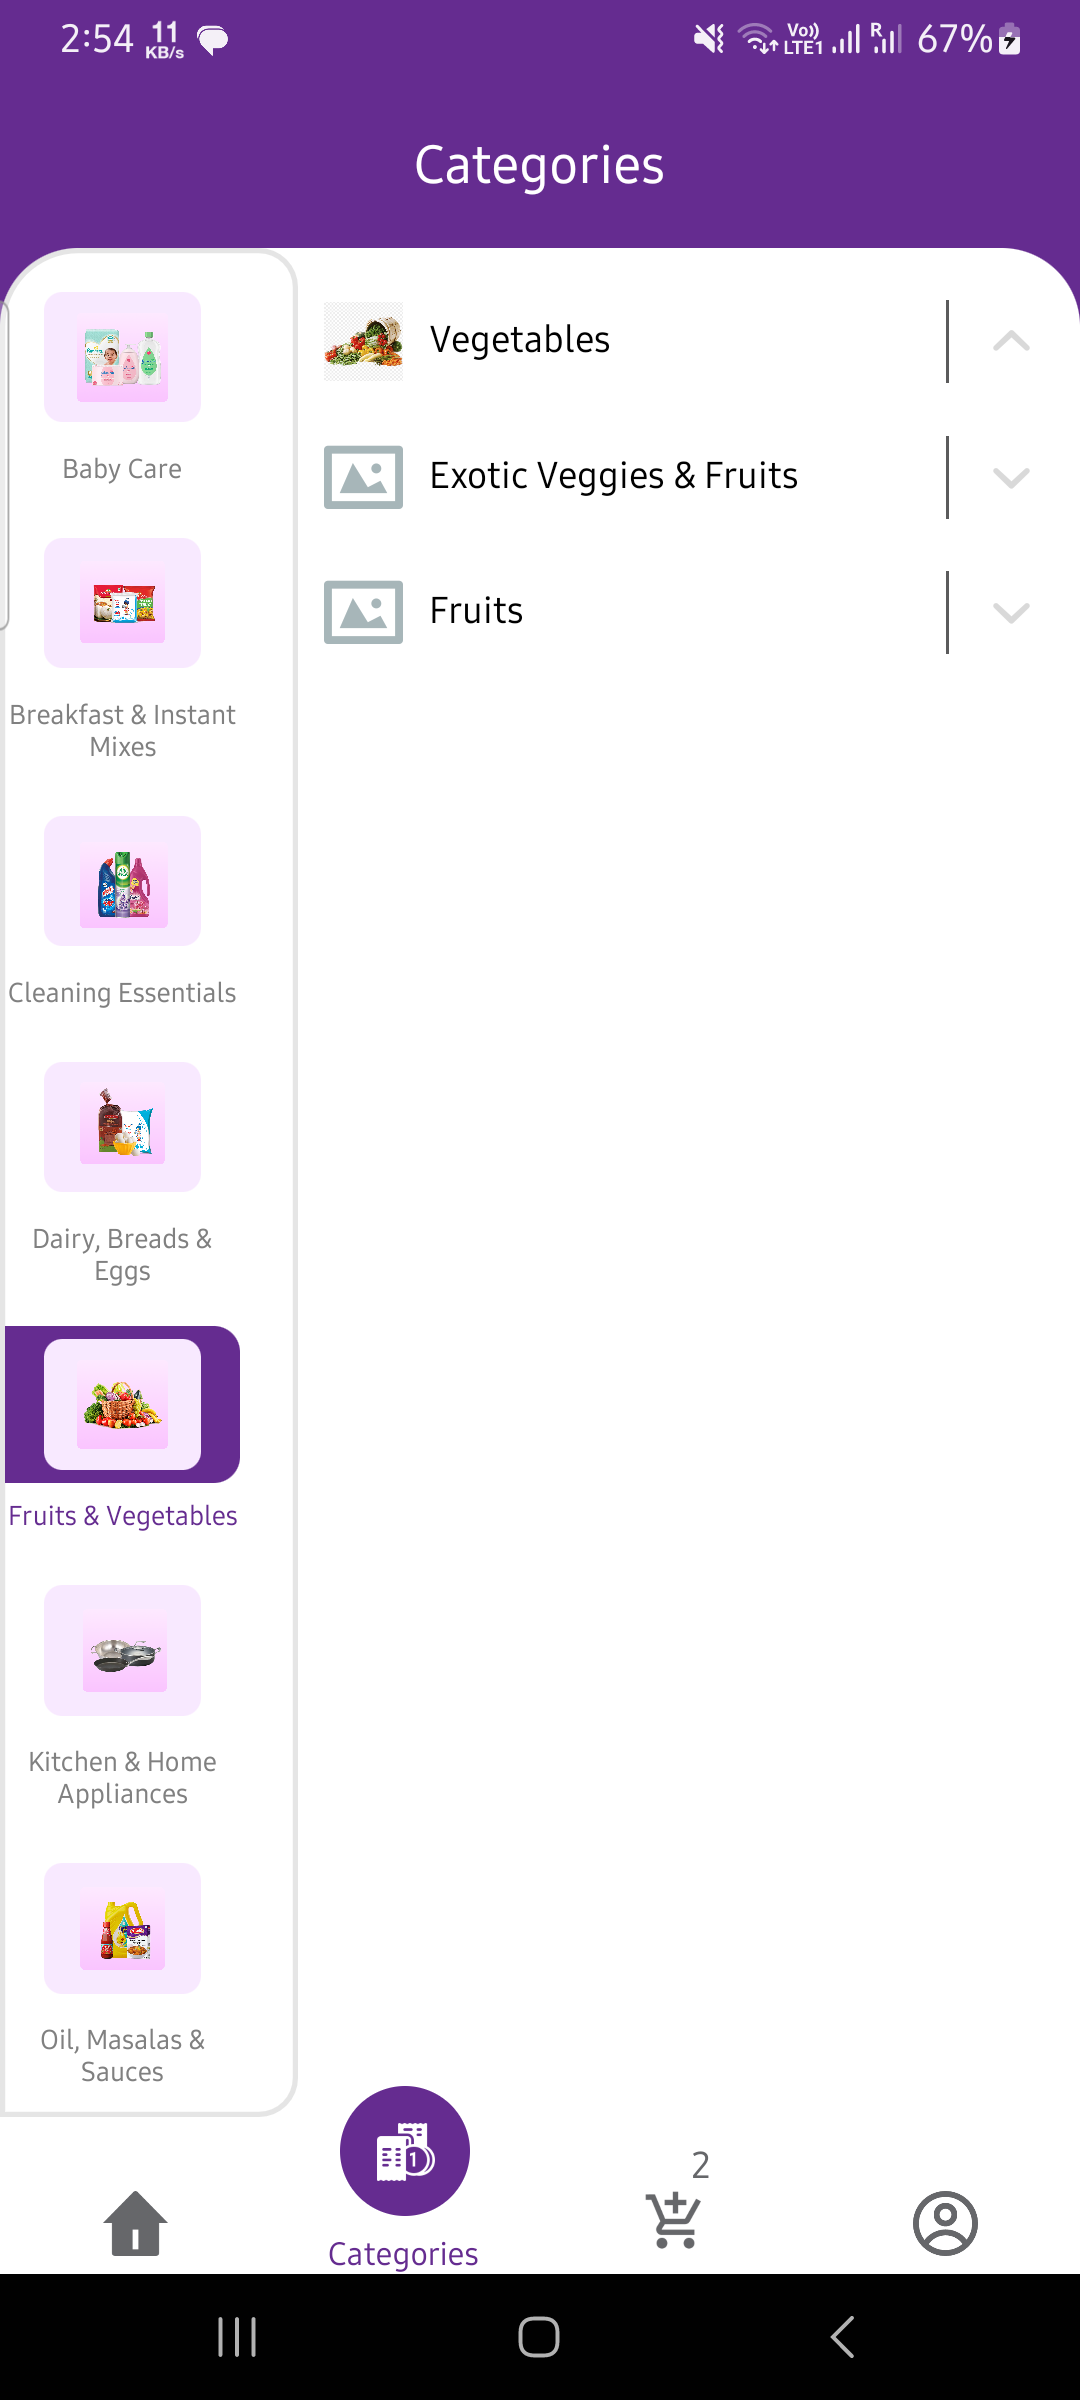 2:54 11 KB/s Vo)) LTE1 R 67%
Categories
Baby Care
Breakfast & Instant
Mixes
Cleaning Essentials
Dairy, Breads &
Eggs
Fruits & Vegetables
Kitchen & Home
Appliances
Oil, Masalas &
Sauces
Vegetables
Exotic Veggies & Fruits
Fruits
1
Categories
2